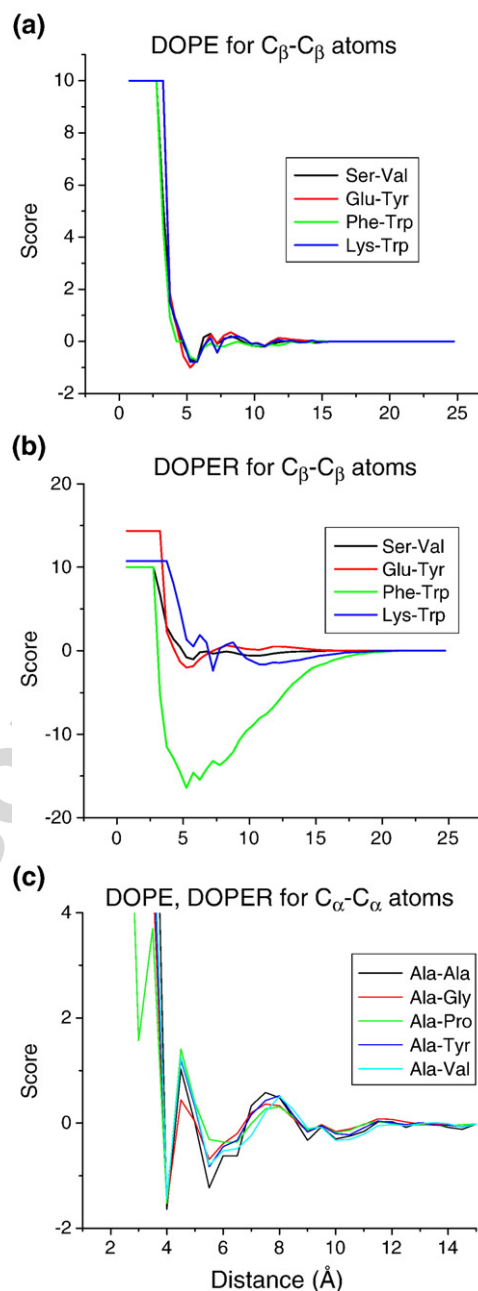 (a)
DOPE for Cβ-Cβ atoms
10
8
6
4
2
0
-2
Score
Ser-Val
Glu-Tyr
Phe-Trp
Lys-Trp
0 5 10 15 20 25
(b)
DOPER for Cβ-Cβ atoms
20
10
0
-10
-20
Score
Ser-Val
Glu-Tyr
Phe-Trp
Lys-Trp
0 5 10 15 20 25
(c)
DOPE, DOPER for Cα-Cα atoms
4
2
0
-2
Score
Ala-Ala
Ala-Gly
Ala-Pro
Ala-Tyr
Ala-Val
2 4 6 8 10 12 14
Distance (Å)